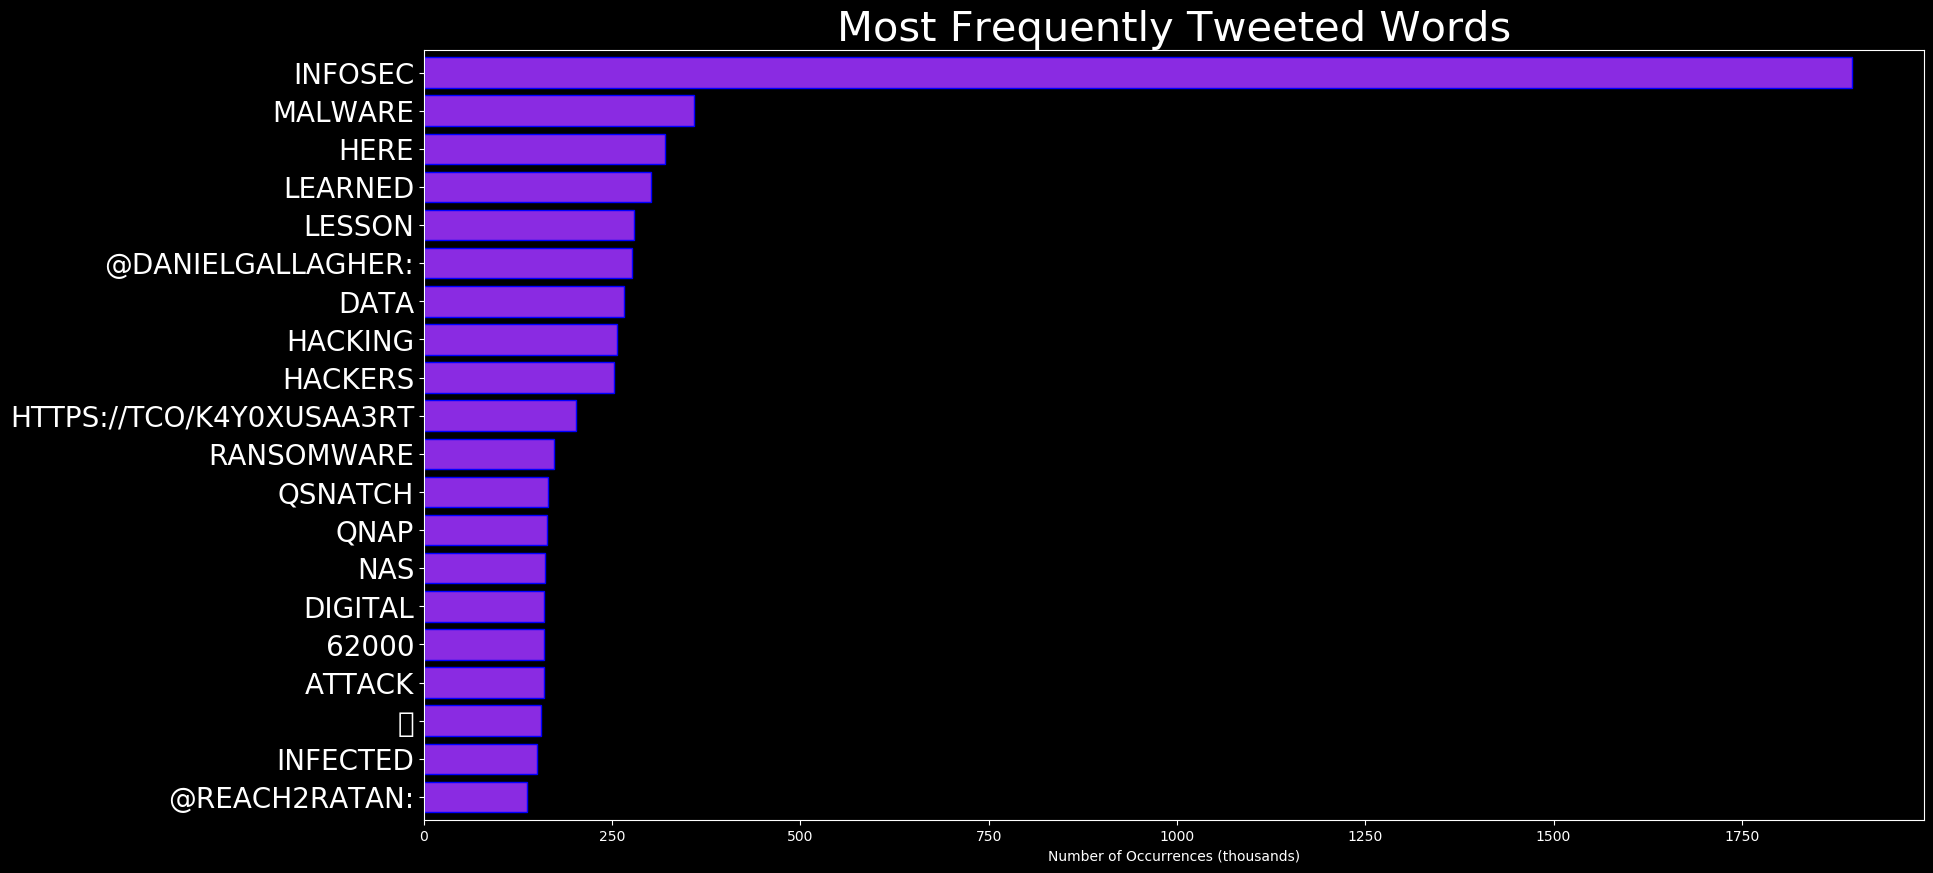 Most Frequently Tweeted Words
INFOSEC
MALWARE
HERE
LEARNED
LESSON
@DANIELGALLAGHER:
DATA
HACKING
HACKERS
HTTPS://TCO/K4Y0XUSAA3RT
RANSOMWARE
QSNATCH
QNAP
NAS
DIGITAL
62000
ATTACK
INFECTED
@REACH2RATAN:
0 250 500 750 1000 1250 1500 1750
Number of Occurrences (thousands)